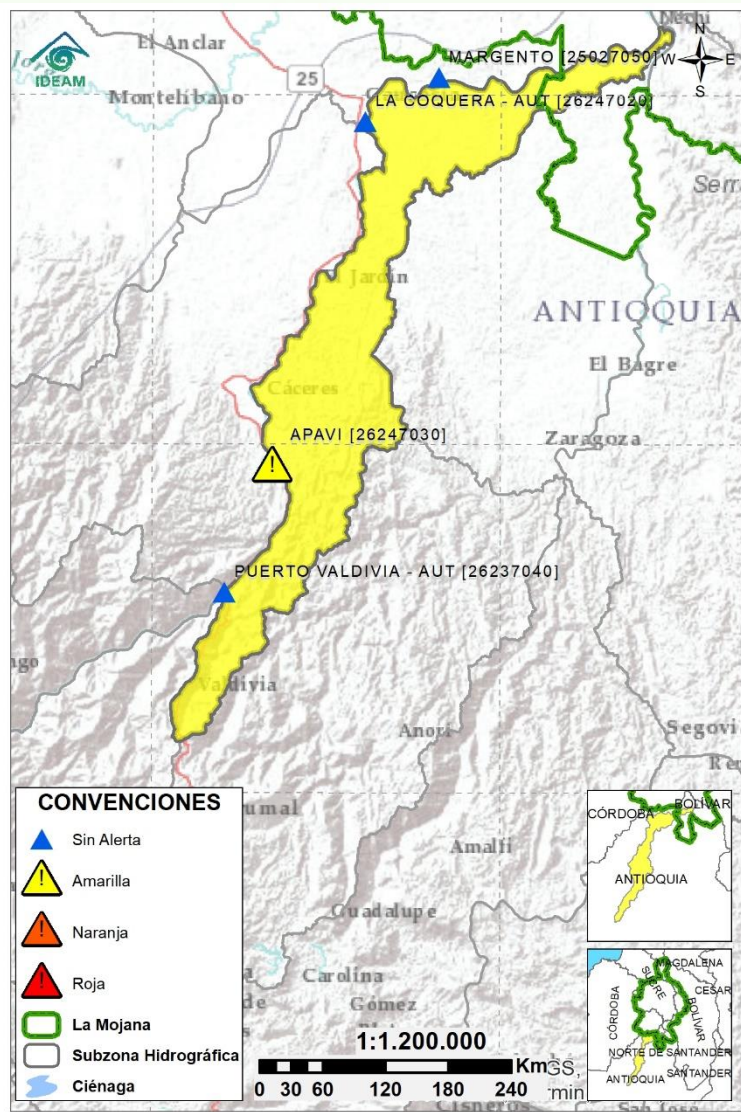 IDEAM
El Anclar
Nechí
N
W
E
S
25
MARGENTO [25027050]
Montelíbano
LA COQUERA - AUT [26247020]
El Jardín
ANTIOQUIA
El Bagre
Cáceres
APAVI [26247030]
Zaragoza
PUERTO VALDIVIA - AUT [26237040]
Valdivia
Anorí
Amalfi
Guadalupe
Carolina
Gómez
CONVENCIONES
Sin Alerta
Amarilla
Naranja
Roja
La Mojana
Subzona Hidrográfica
Ciénaga
1:1.200.000
Km
0 30 60 120 180 240
CÓRDOBA
BOLÍVAR
ANTIOQUIA
MAGDALENA
SUCRE
CESAR
CÓRDOBA
BOLÍVAR
NORTE DE SANTANDER
SANTANDER
ANTIOQUIA